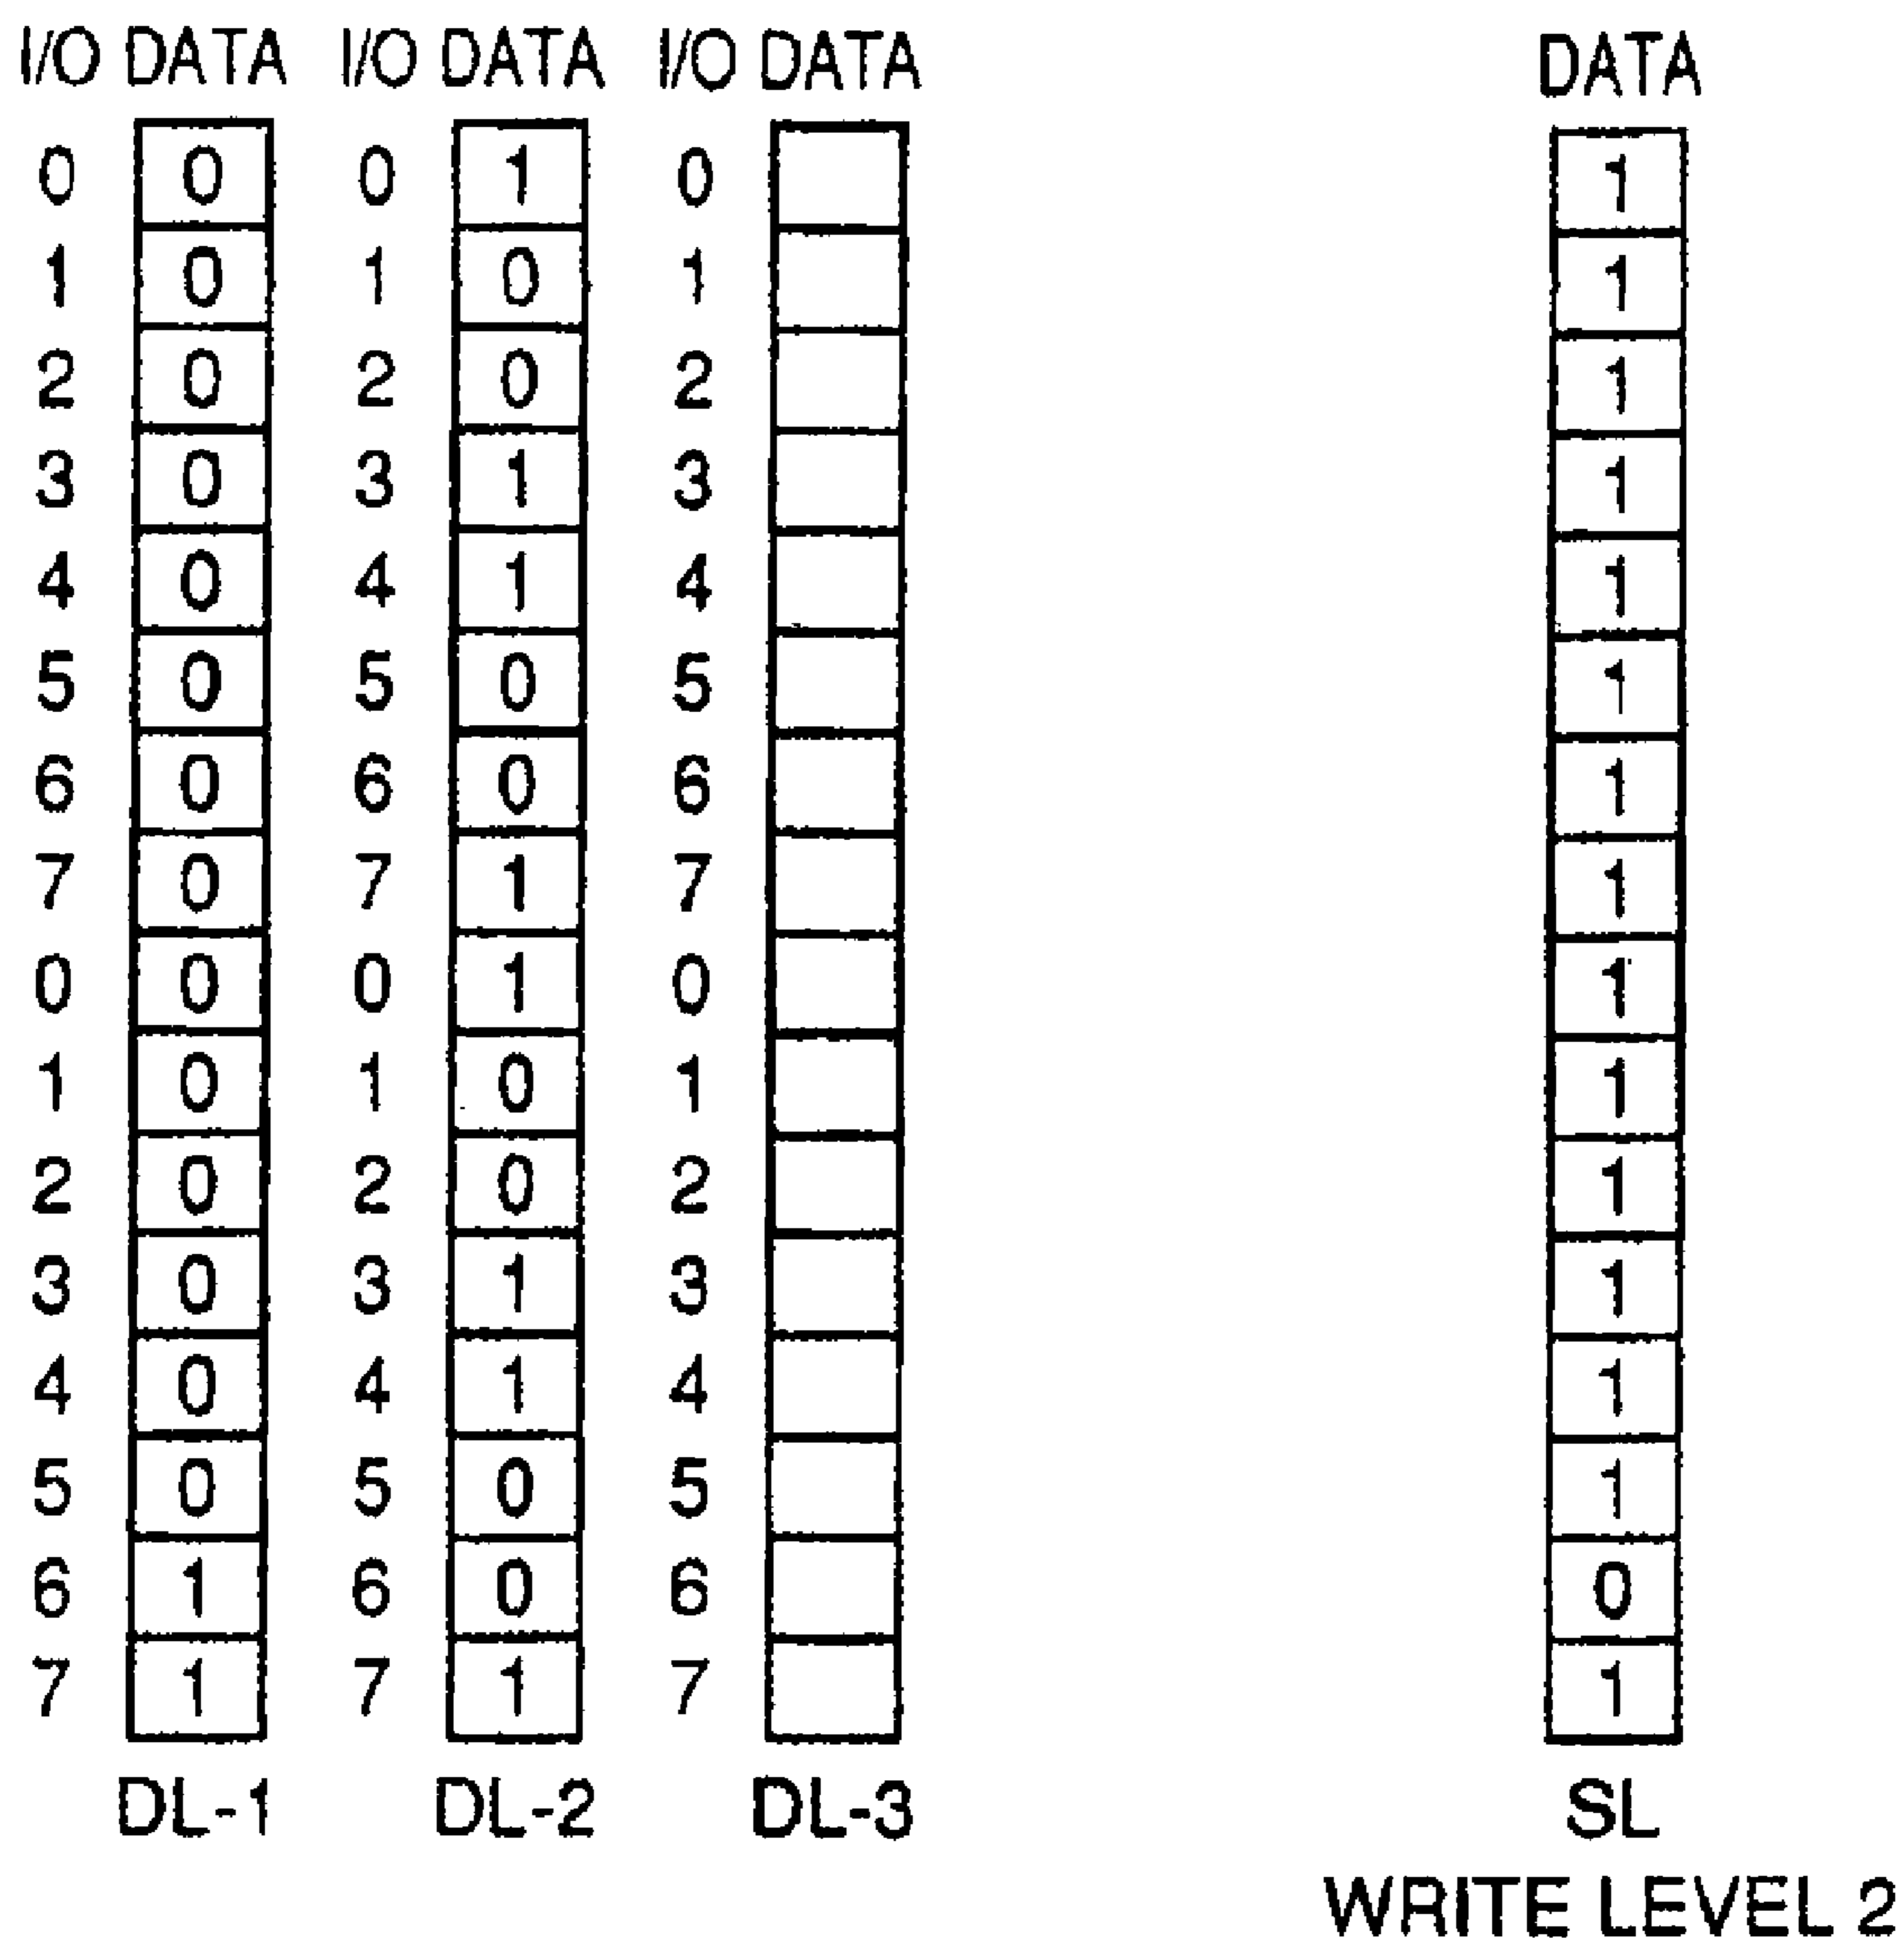 I/O DATA I/O DATA I/O DATA DATA
0 0 0 1 0 1
1 0 1 0 1 1
2 0 2 0 2 1
3 0 3 1 3 1
4 0 4 1 4 1
5 0 5 0 5 1
6 0 6 0 6 1
7 0 7 1 7 1
0 0 0 1 0 1
1 0 1 0 1 1
2 0 2 0 2 1
3 0 3 1 3 1
4 0 4 1 4 1
5 0 5 0 5 1
6 1 6 0 6 0
7 1 7 1 7 1
DL-1 DL-2 DL-3 SL
WRITE LEVEL 2